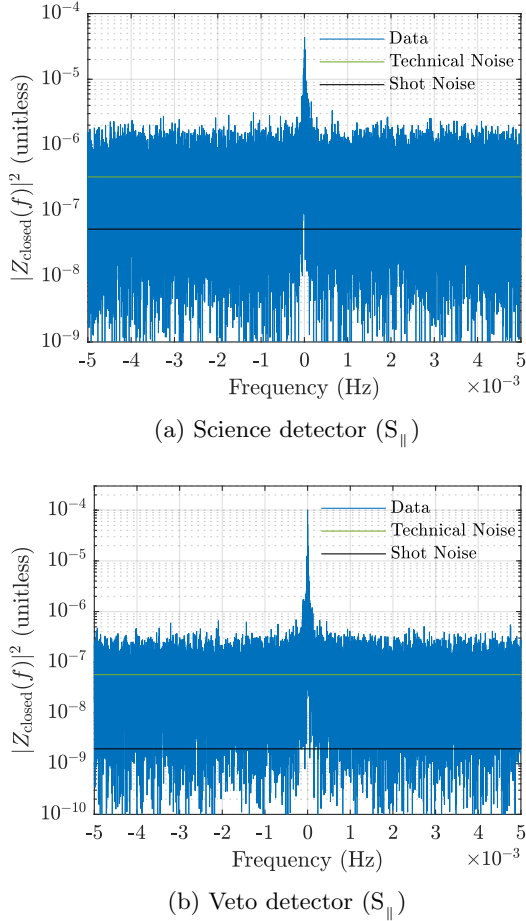 10^{-4}
10^{-5}
10^{-6}
10^{-7}
10^{-8}
10^{-9}
|Z_{closed}(f)|^2 (unitless)
Data
Technical Noise
Shot Noise
-5 -4 -3 -2 -1 0 1 2 3 4 5
Frequency (Hz) ×10^{-3}
(a) Science detector (S_∥)
10^{-4}
10^{-5}
10^{-6}
10^{-7}
10^{-8}
10^{-9}
10^{-10}
|Z_{closed}(f)|^2 (unitless)
Data
Technical Noise
Shot Noise
-5 -4 -3 -2 -1 0 1 2 3 4 5
Frequency (Hz) ×10^{-3}
(b) Veto detector (S_∥)